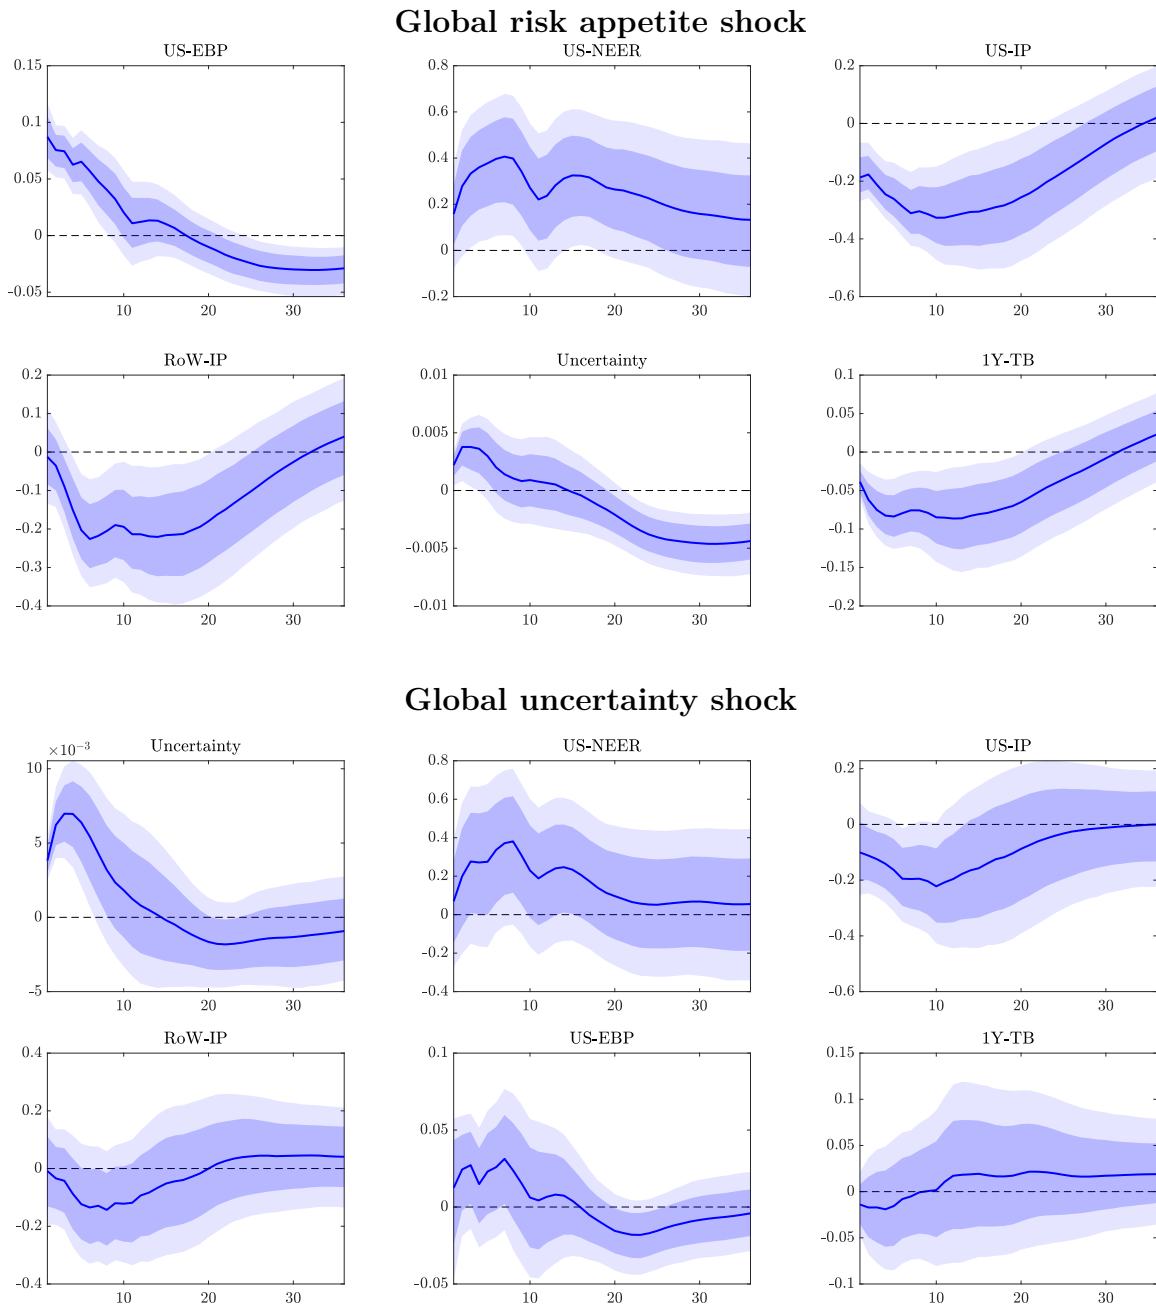 Global risk appetite shock
US-EBP US-NEER US-IP
0.15 0.8 0.2
0.1 0.6 0
0.05 0.4 -0.2
0 0.2 -0.4
-0.05 0 -0.6
-0.2
10 20 30 10 20 30 10 20 30
RoW-IP Uncertainty 1Y-TB
0.2 0.01 0.1
0.1 0.005 0.05
0 0 0
-0.1 -0.005 -0.05
-0.2 -0.01 -0.1
-0.3 -0.15
-0.4 -0.2
10 20 30 10 20 30 10 20 30
Global uncertainty shock
×10⁻³ Uncertainty US-NEER US-IP
10 0.8 0.2
5 0.6 0
0 0.4 -0.2
-5 0.2 -0.4
0 -0.6
-0.2
-0.4
10 20 30 10 20 30 10 20 30
RoW-IP US-EBP 1Y-TB
0.4 0.1 0.15
0.2 0.05 0.1
0 0 0.05
-0.2 -0.05 0
-0.4 -0.05
-0.1
10 20 30 10 20 30 10 20 30